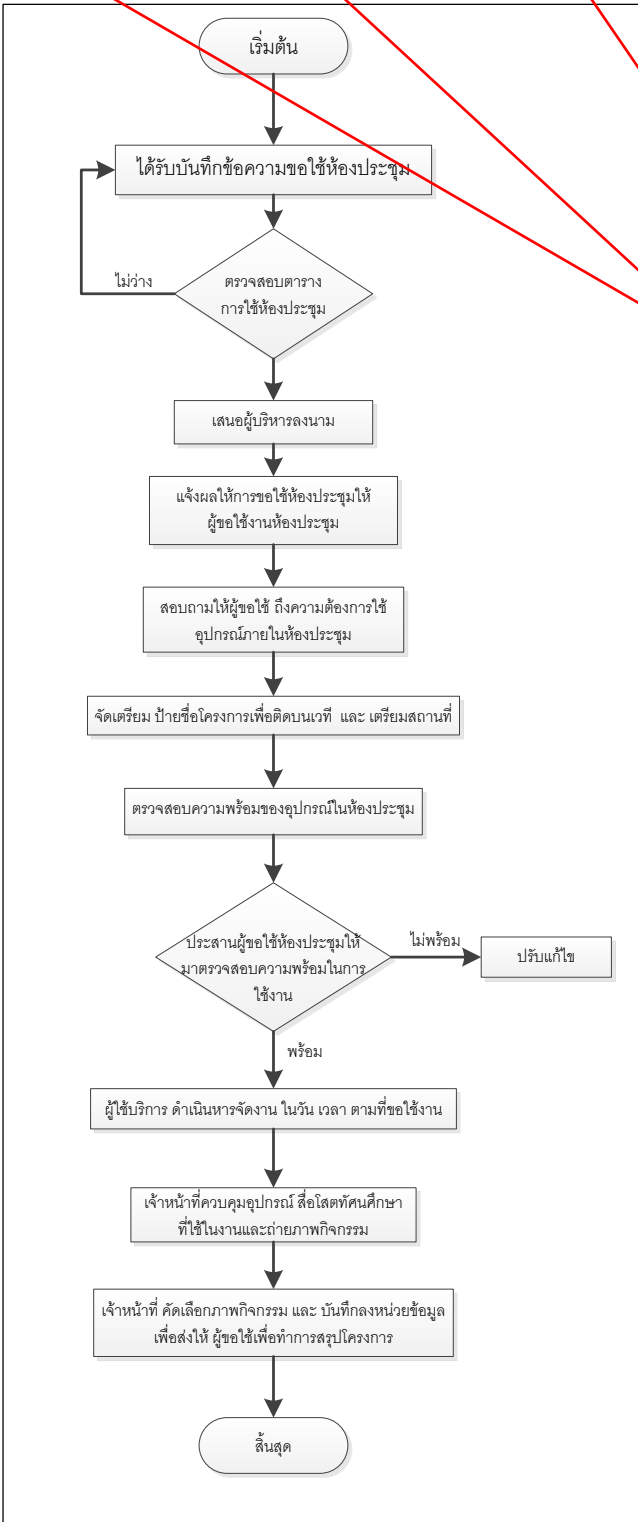 เริ่มต้น
ได้รับบันทึกข้อความขอใช้ห้องประชุม
ไม่ว่าง
ตรวจสอบตาราง
การใช้ห้องประชุม
เสนอผู้บริหารลงนาม
แจ้งผลให้การขอใช้ห้องประชุมให้
ผู้ขอใช้งานห้องประชุม
สอบถามให้ผู้ขอใช้ ถึงความต้องการใช้
อุปกรณ์ภายในห้องประชุม
จัดเตรียม ป้ายชื่อโครงการเพื่อติดบนเวที และ เตรียมสถานที่
ตรวจสอบความพร้อมของอุปกรณ์ในห้องประชุม
ประสานผู้ขอใช้ห้องประชุมให้
มาตรวจสอบความพร้อมในการ
ใช้งาน
ไม่พร้อม
ปรับแก้ไข
พร้อม
ผู้ใช้บริการ ดำเนินหารจัดงาน ในวัน เวลา ตามที่ขอใช้งาน
เจ้าหน้าที่ควบคุมอุปกรณ์ สื่อโสตทัศนศึกษา
ที่ใช้ในงานและถ่ายภาพกิจกรรม
เจ้าหน้าที่ คัดเลือกภาพกิจกรรม และ บันทึกลงหน่วยข้อมูล
เพื่อส่งให้ ผู้ขอใช้เพื่อทำการสรุปโครงการ
สิ้นสุด